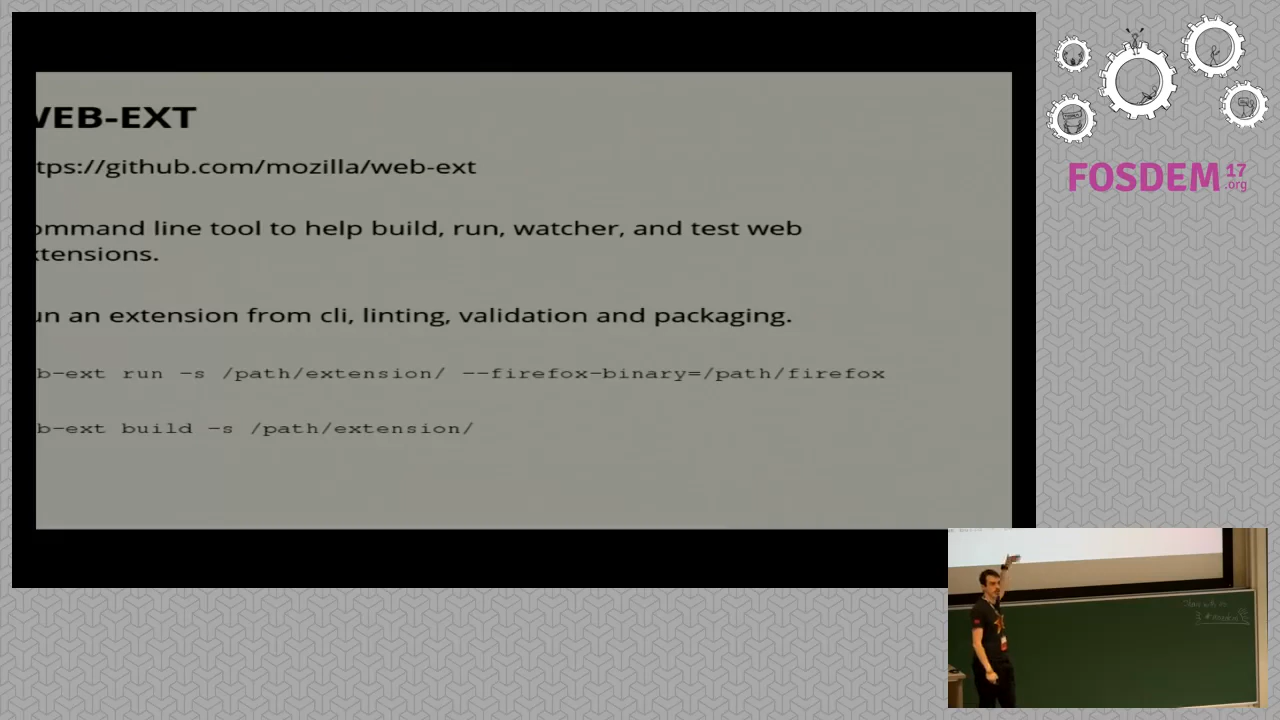 WEB-EXT
tps://github.com/mozilla/web-ext
ommand line tool to help build, run, watcher, and test web
xtensions.
un an extension from cli, linting, validation and packaging.
b-ext run -s /path/extension/ --firefox-binary=/path/firefox
b-ext build -s /path/extension/
FOSDEM 17
.org